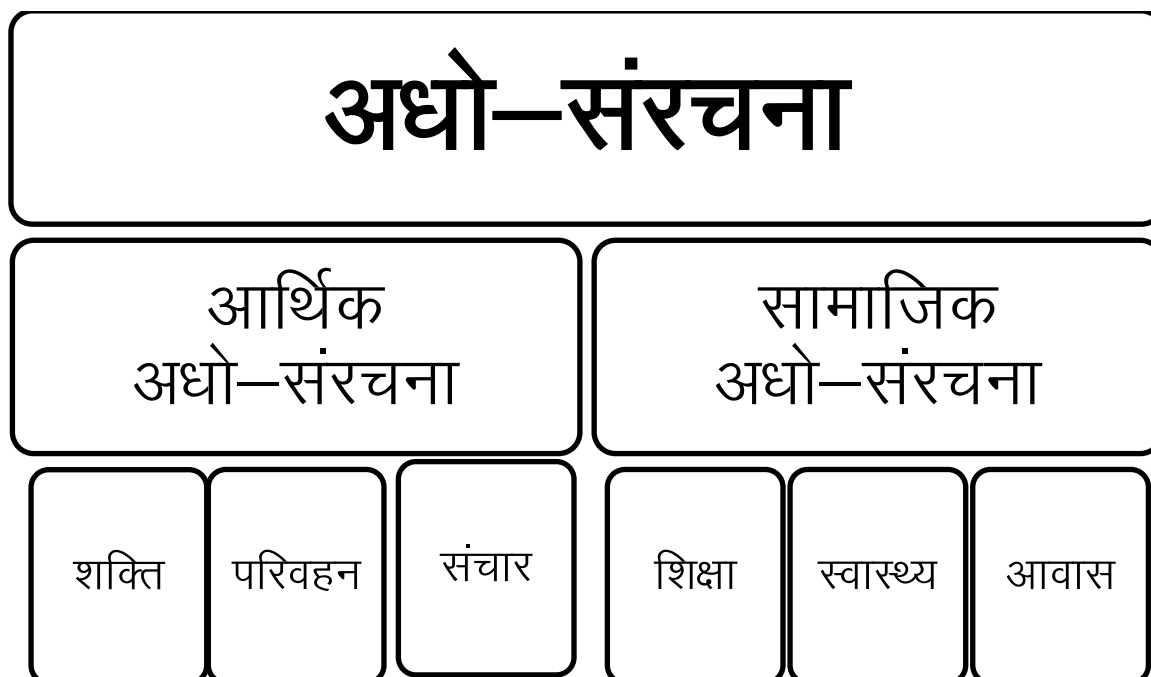 अधो–संरचना
आर्थिक
अधो–संरचना
सामाजिक
अधो–संरचना
शक्ति
परिवहन
संचार
शिक्षा
स्वास्थ्य
आवास